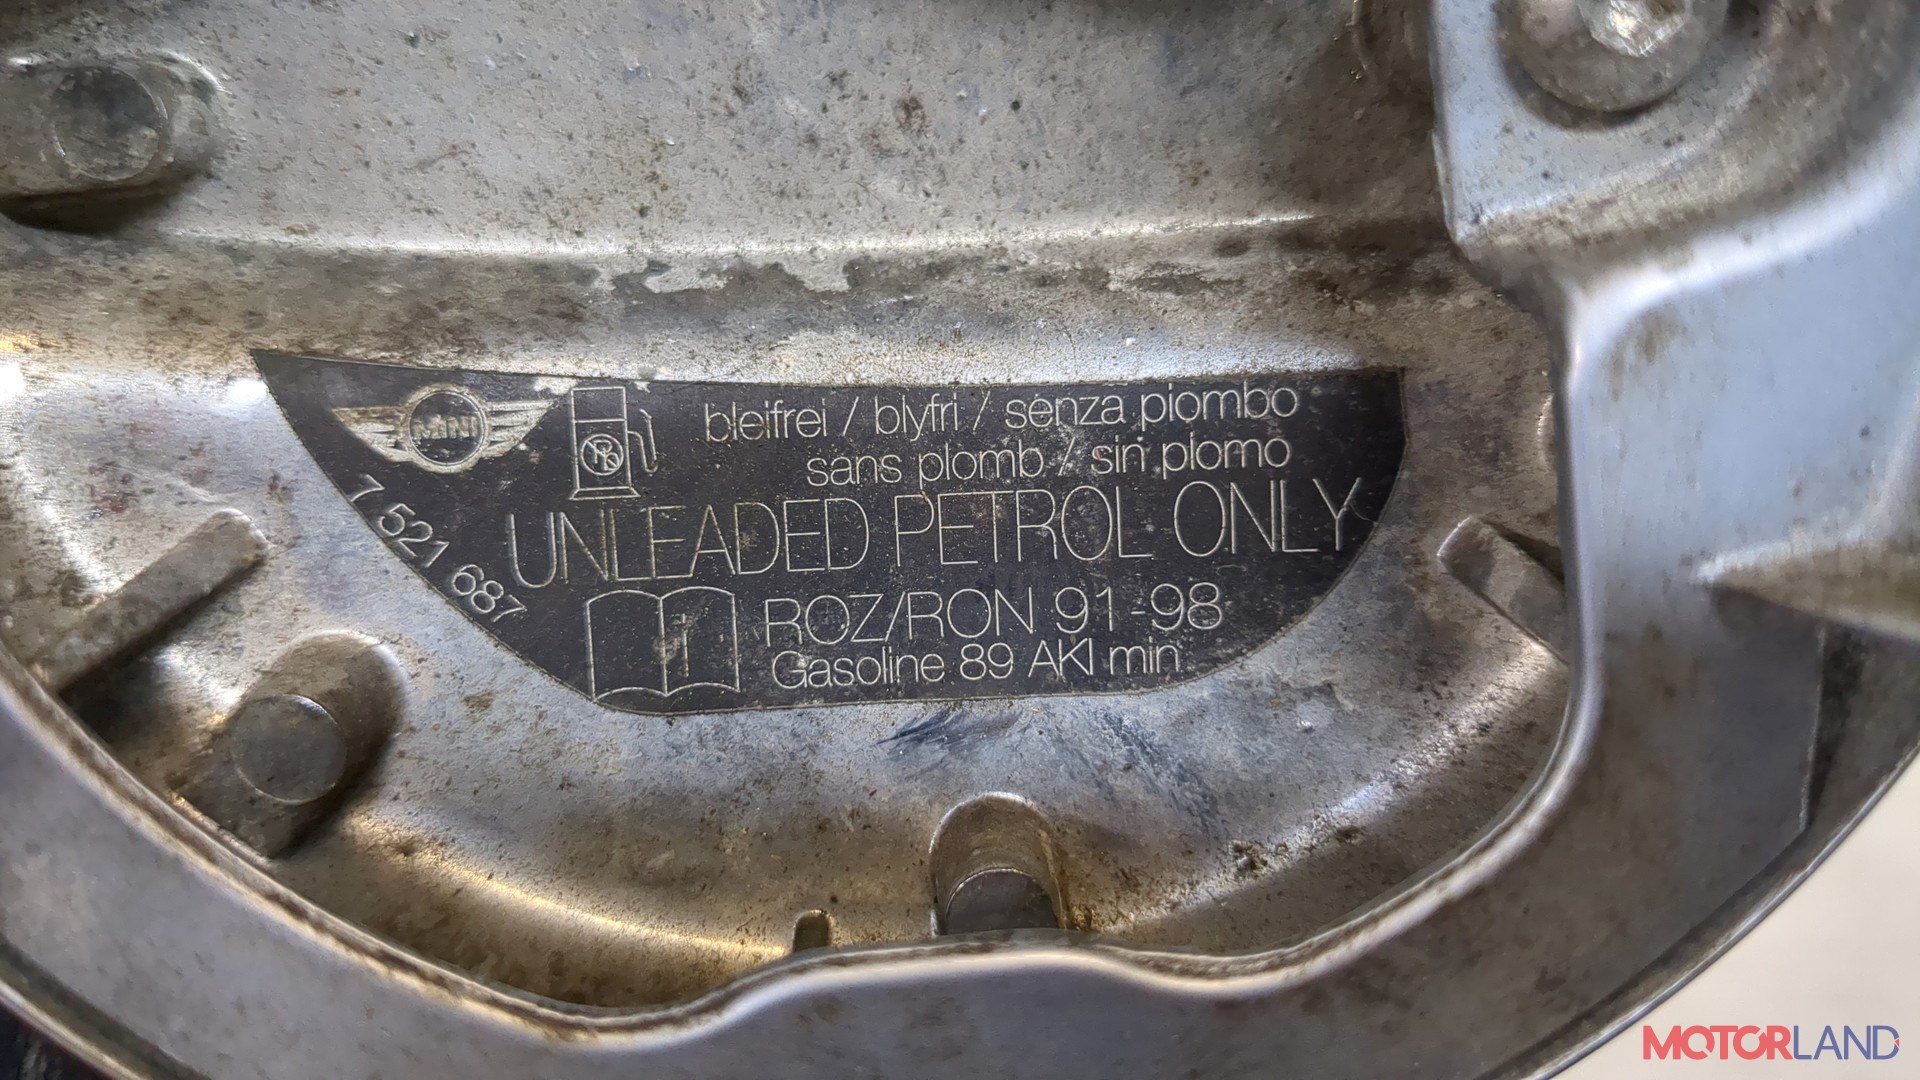 MINI
bleifrei / blyfri / senza piombo
sans plomb / sin plomo
UNLEADED PETROL ONLY
7 521 687
ROZ/RON 91-98
Gasoline 89 AKI min
MOTORLAND